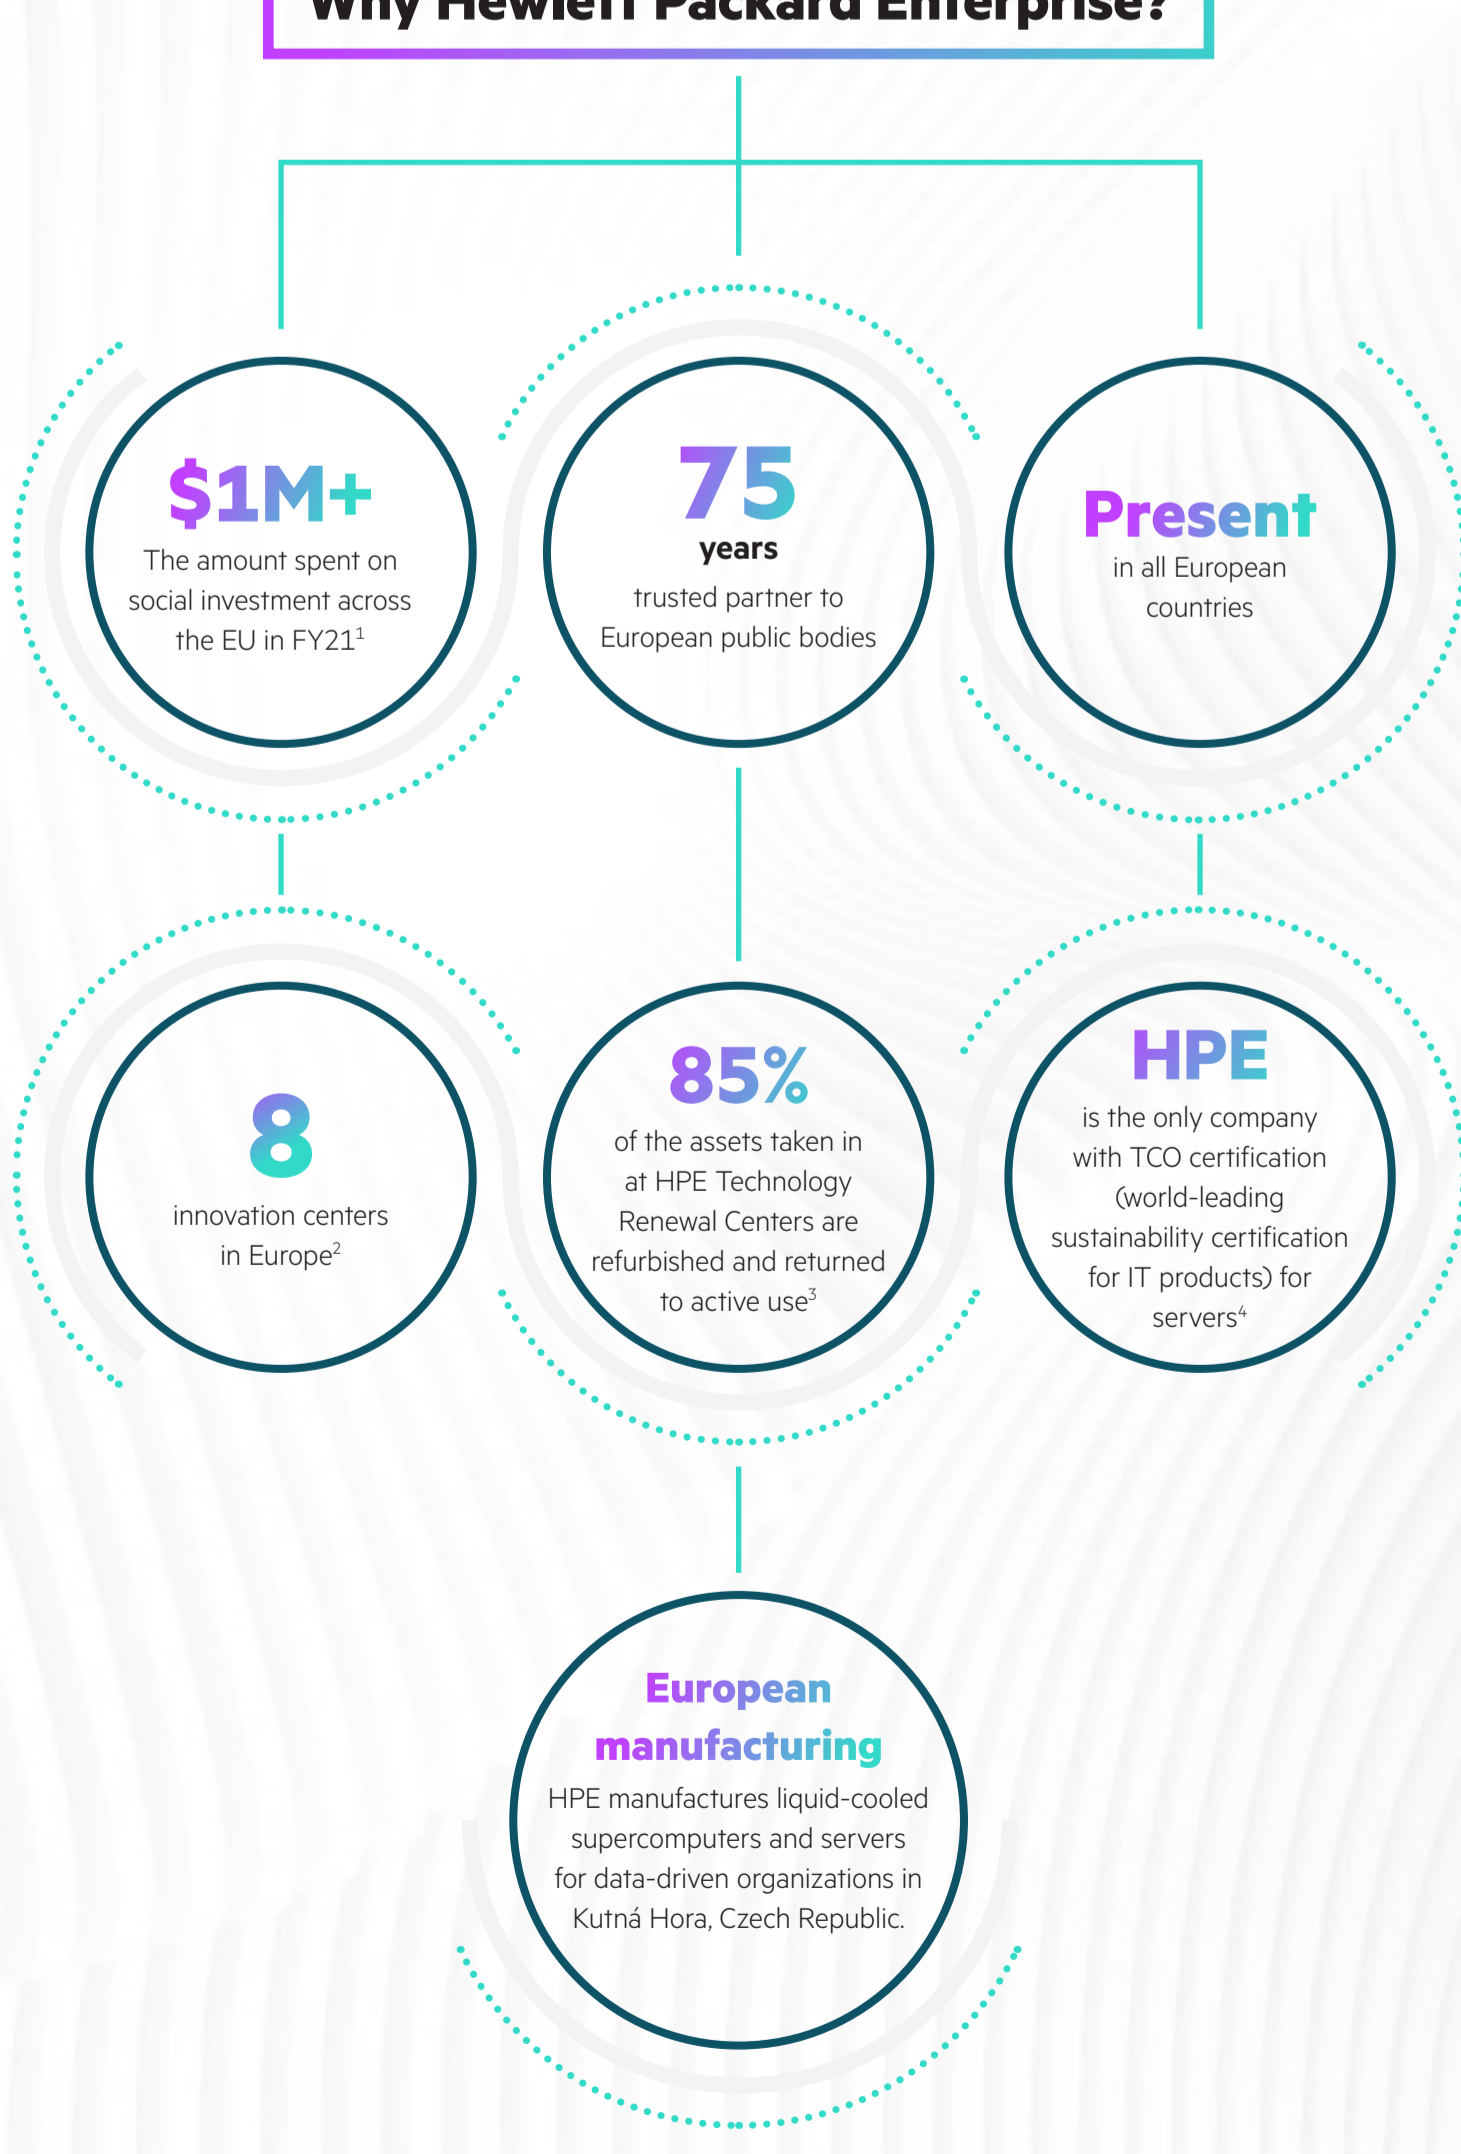 Why Hewlett Packard Enterprise?
$1M+
The amount spent on
social investment across
the EU in FY21¹
75
years
trusted partner to
European public bodies
Present
in all European
countries
8
innovation centers
in Europe²
85%
of the assets taken in
at HPE Technology
Renewal Centers are
refurbished and returned
to active use³
HPE
is the only company
with TCO certification
(world-leading
sustainability certification
for IT products) for
servers⁴
European
manufacturing
HPE manufactures liquid-cooled
supercomputers and servers
for data-driven organizations in
Kutná Hora, Czech Republic.